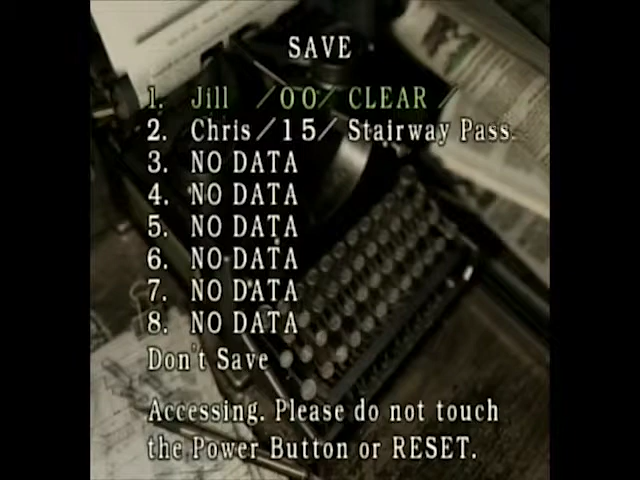 SAVE
1. Jill /00/ CLEAR /
2. Chris/15/ Stairway Pass.
3. NO DATA
4. NO DATA
5. NO DATA
6. NO DATA
7. NO DATA
8. NO DATA
Don't Save
Accessing. Please do not touch
the Power Button or RESET.